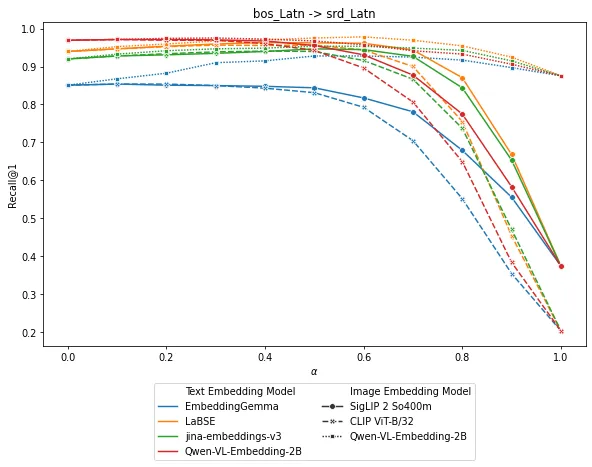 bos_Latn -> srd_Latn
1.0
0.9
0.8
0.7
0.6
0.5
0.4
0.3
0.2
Recall@1
0.0 0.2 0.4 0.6 0.8 1.0
α
Text Embedding Model Image Embedding Model
EmbeddingGemma SigLIP 2 So400m
LaBSE CLIP ViT-B/32
jina-embeddings-v3 Qwen-VL-Embedding-2B
Qwen-VL-Embedding-2B